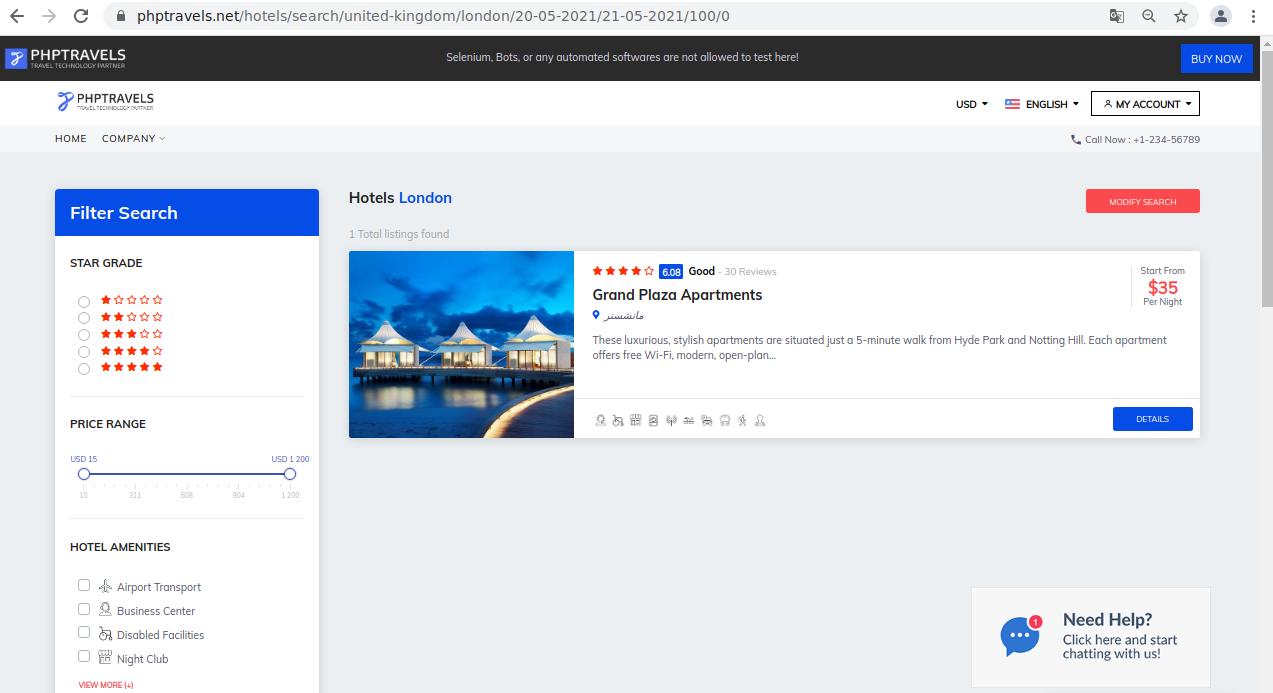 phptravels.net/hotels/search/united-kingdom/london/20-05-2021/21-05-2021/100/0
PHPTRAVELS
TRAVEL TECHNOLOGY PARTNER
Selenium, Bots, or any automated softwares are not allowed to test here!
BUY NOW
PHPTRAVELS
TRAVEL TECHNOLOGY PARTNER
USD
ENGLISH
MY ACCOUNT
HOME
COMPANY
Call Now : +1-234-56789
Filter Search
STAR GRADE
PRICE RANGE
USD 15
USD 1 200
15
311
608
904
1 200
HOTEL AMENITIES
Airport Transport
Business Center
Disabled Facilities
Night Club
VIEW MORE (+)
Hotels London
MODIFY SEARCH
1 Total listings found
6.08 Good - 30 Reviews
Grand Plaza Apartments
مانشستر
These luxurious, stylish apartments are situated just a 5-minute walk from Hyde Park and Notting Hill. Each apartment
offers free Wi-Fi, modern, open-plan...
Start From
$35
Per Night
DETAILS
1
Need Help?
Click here and start
chatting with us!